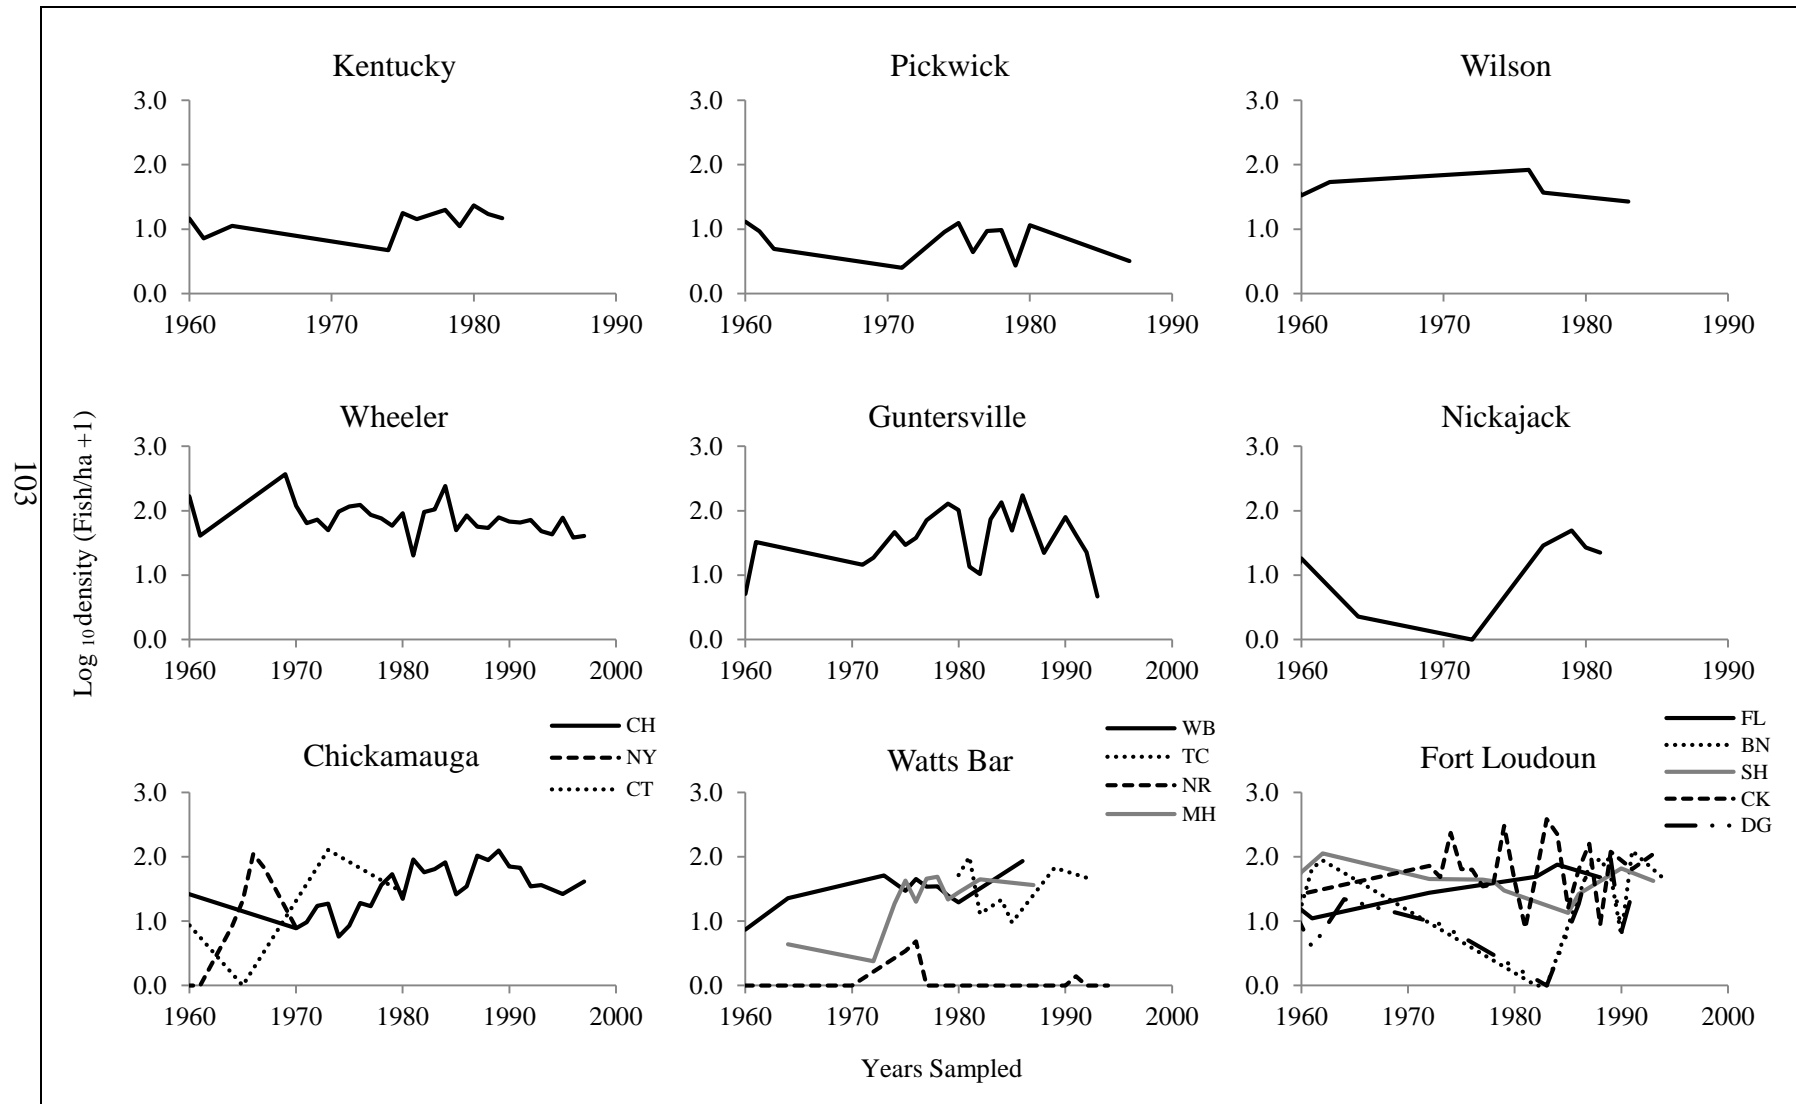 Kentucky
3.0
2.0
1.0
0.0
1960 1970 1980 1990
Pickwick
3.0
2.0
1.0
0.0
1960 1970 1980 1990
Wilson
3.0
2.0
1.0
0.0
1960 1970 1980 1990
103
Log 10 density (Fish/ha +1)
Wheeler
3.0
2.0
1.0
0.0
1960 1970 1980 1990 2000
Guntersville
3.0
2.0
1.0
0.0
1960 1970 1980 1990 2000
Nickajack
3.0
2.0
1.0
0.0
1960 1970 1980 1990
Chickamauga
CH
NY
CT
3.0
2.0
1.0
0.0
1960 1970 1980 1990 2000
Watts Bar
WB
TC
NR
MH
3.0
2.0
1.0
0.0
1960 1970 1980 1990 2000
Fort Loudoun
FL
BN
SH
CK
DG
3.0
2.0
1.0
0.0
1960 1970 1980 1990 2000
Years Sampled